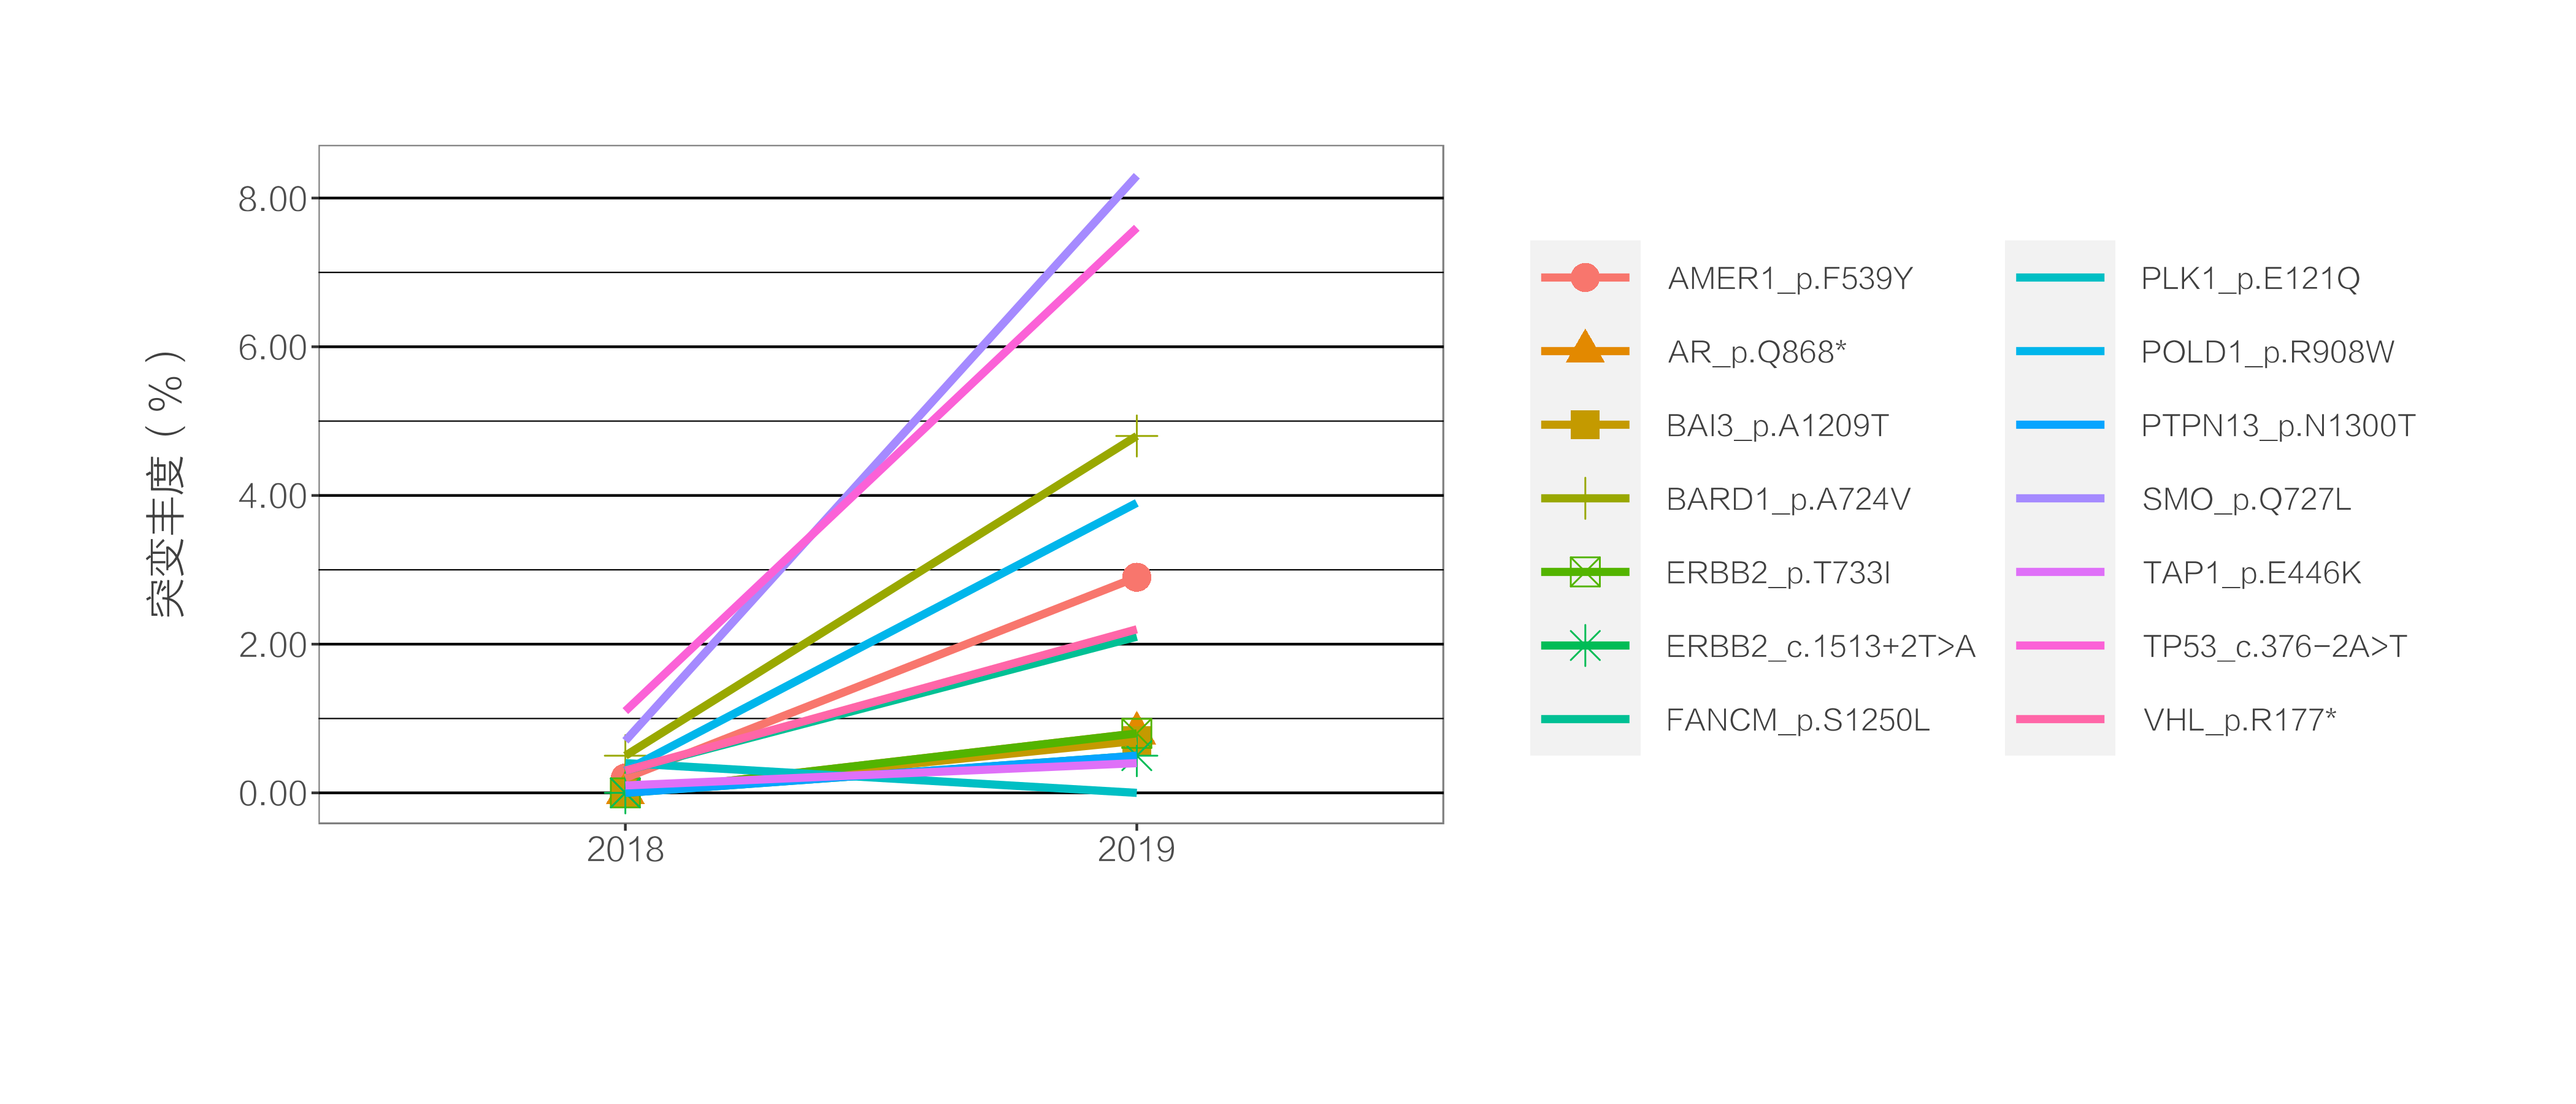 突变丰度（%）
8.00
6.00
4.00
2.00
0.00
2018
2019
AMER1_p.F539Y
AR_p.Q868*
BAI3_p.A1209T
BARD1_p.A724V
ERBB2_p.T733I
ERBB2_c.1513+2T>A
FANCM_p.S1250L
PLK1_p.E121Q
POLD1_p.R908W
PTPN13_p.N1300T
SMO_p.Q727L
TAP1_p.E446K
TP53_c.376−2A>T
VHL_p.R177*